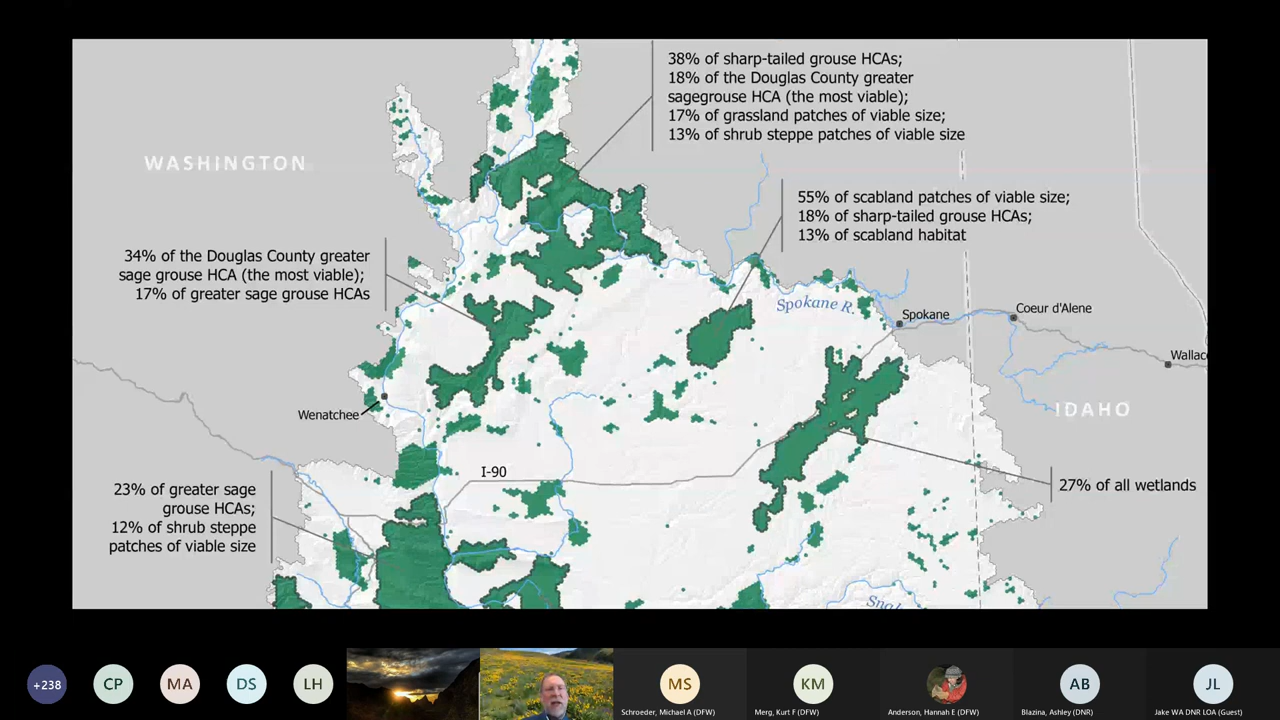 38% of sharp-tailed grouse HCAs;
18% of the Douglas County greater
sagegrouse HCA (the most viable);
17% of grassland patches of viable size;
13% of shrub steppe patches of viable size
WASHINGTON
55% of scabland patches of viable size;
18% of sharp-tailed grouse HCAs;
13% of scabland habitat
34% of the Douglas County greater
sage grouse HCA (the most viable);
17% of greater sage grouse HCAs
Spokane R.
Spokane
Coeur d'Alene
Wallac
Wenatchee
IDAHO
I-90
23% of greater sage
grouse HCAs;
12% of shrub steppe
patches of viable size
27% of all wetlands
Snak
+238
CP
MA
DS
LH
MS
KM
AB
JL
Schroeder, Michael A (DFW)
Merg, Kurt F (DFW)
Anderson, Hannah E (DFW)
Blazina, Ashley (DNR)
Jake WA DNR LOA (Guest)